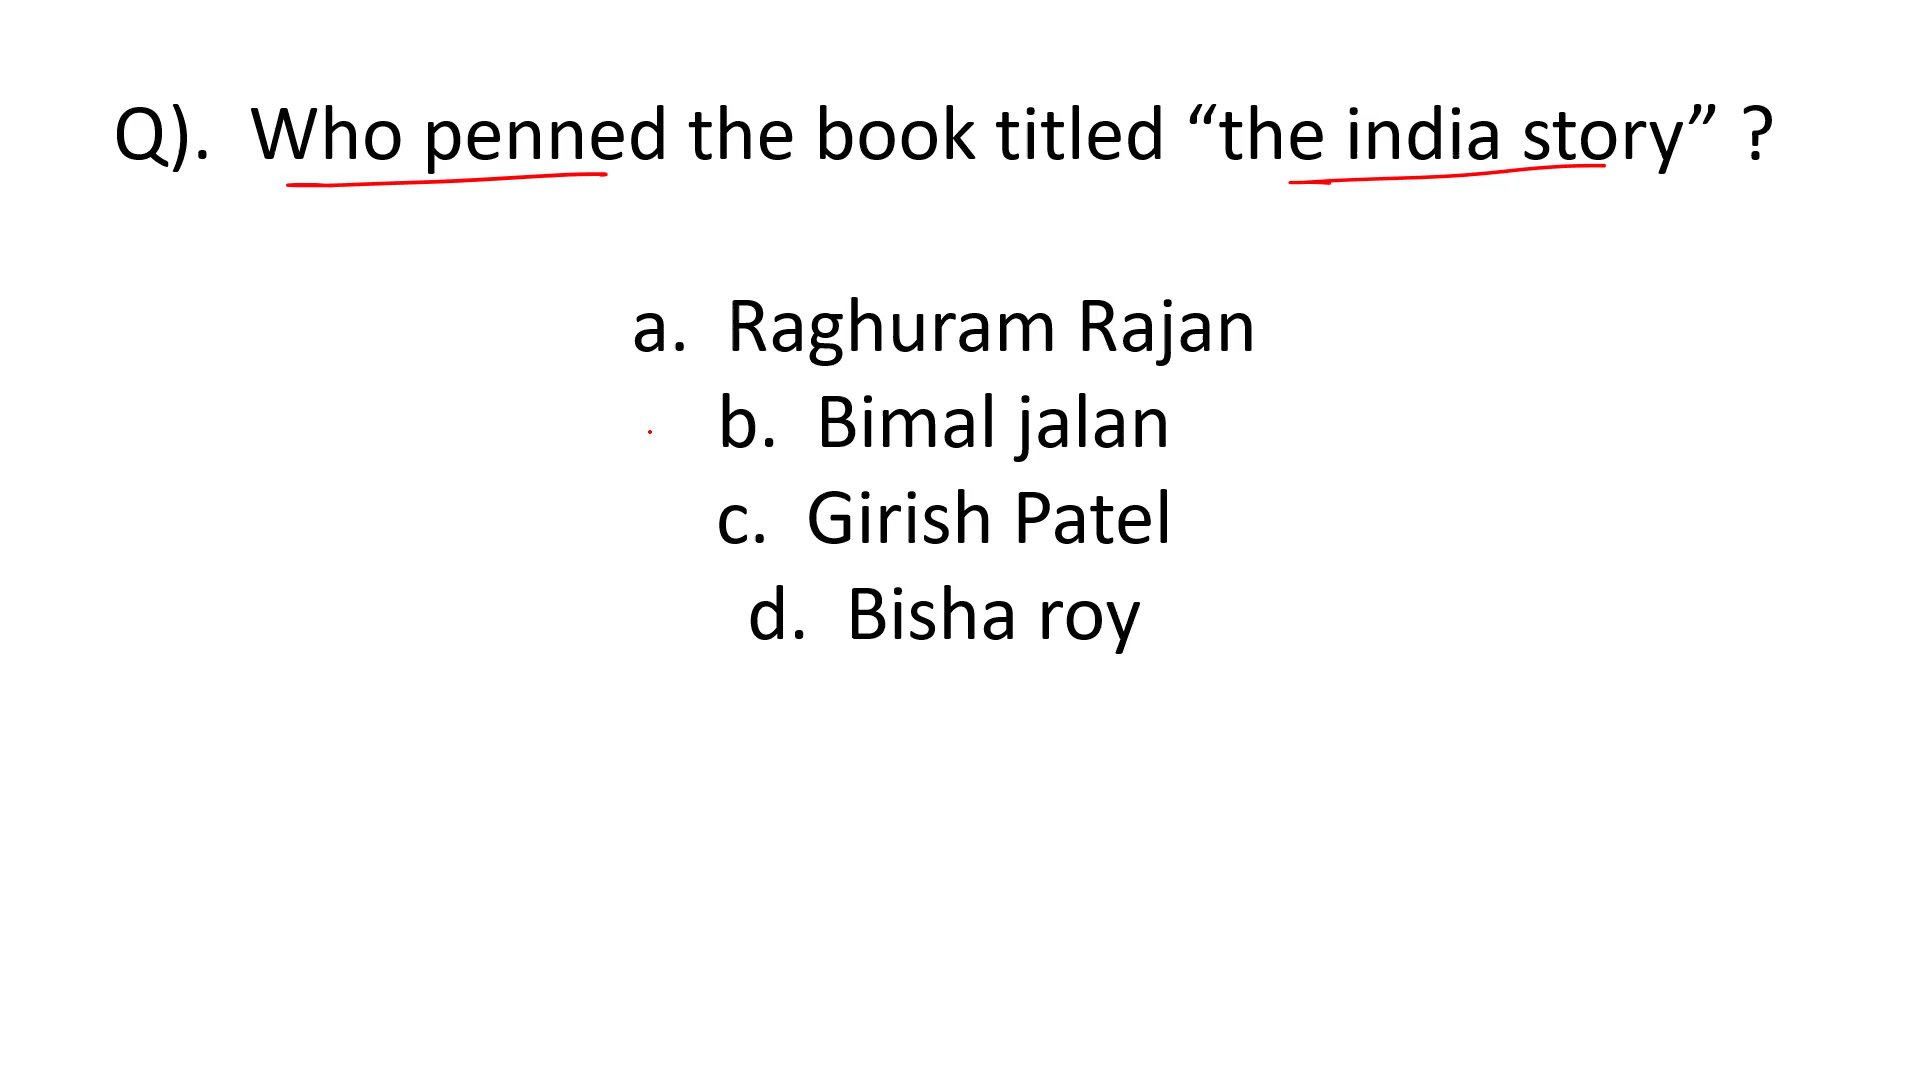 Q).  Who penned the book titled “the india story” ?
a.  Raghuram Rajan
b.  Bimal jalan
c.  Girish Patel
d.  Bisha roy